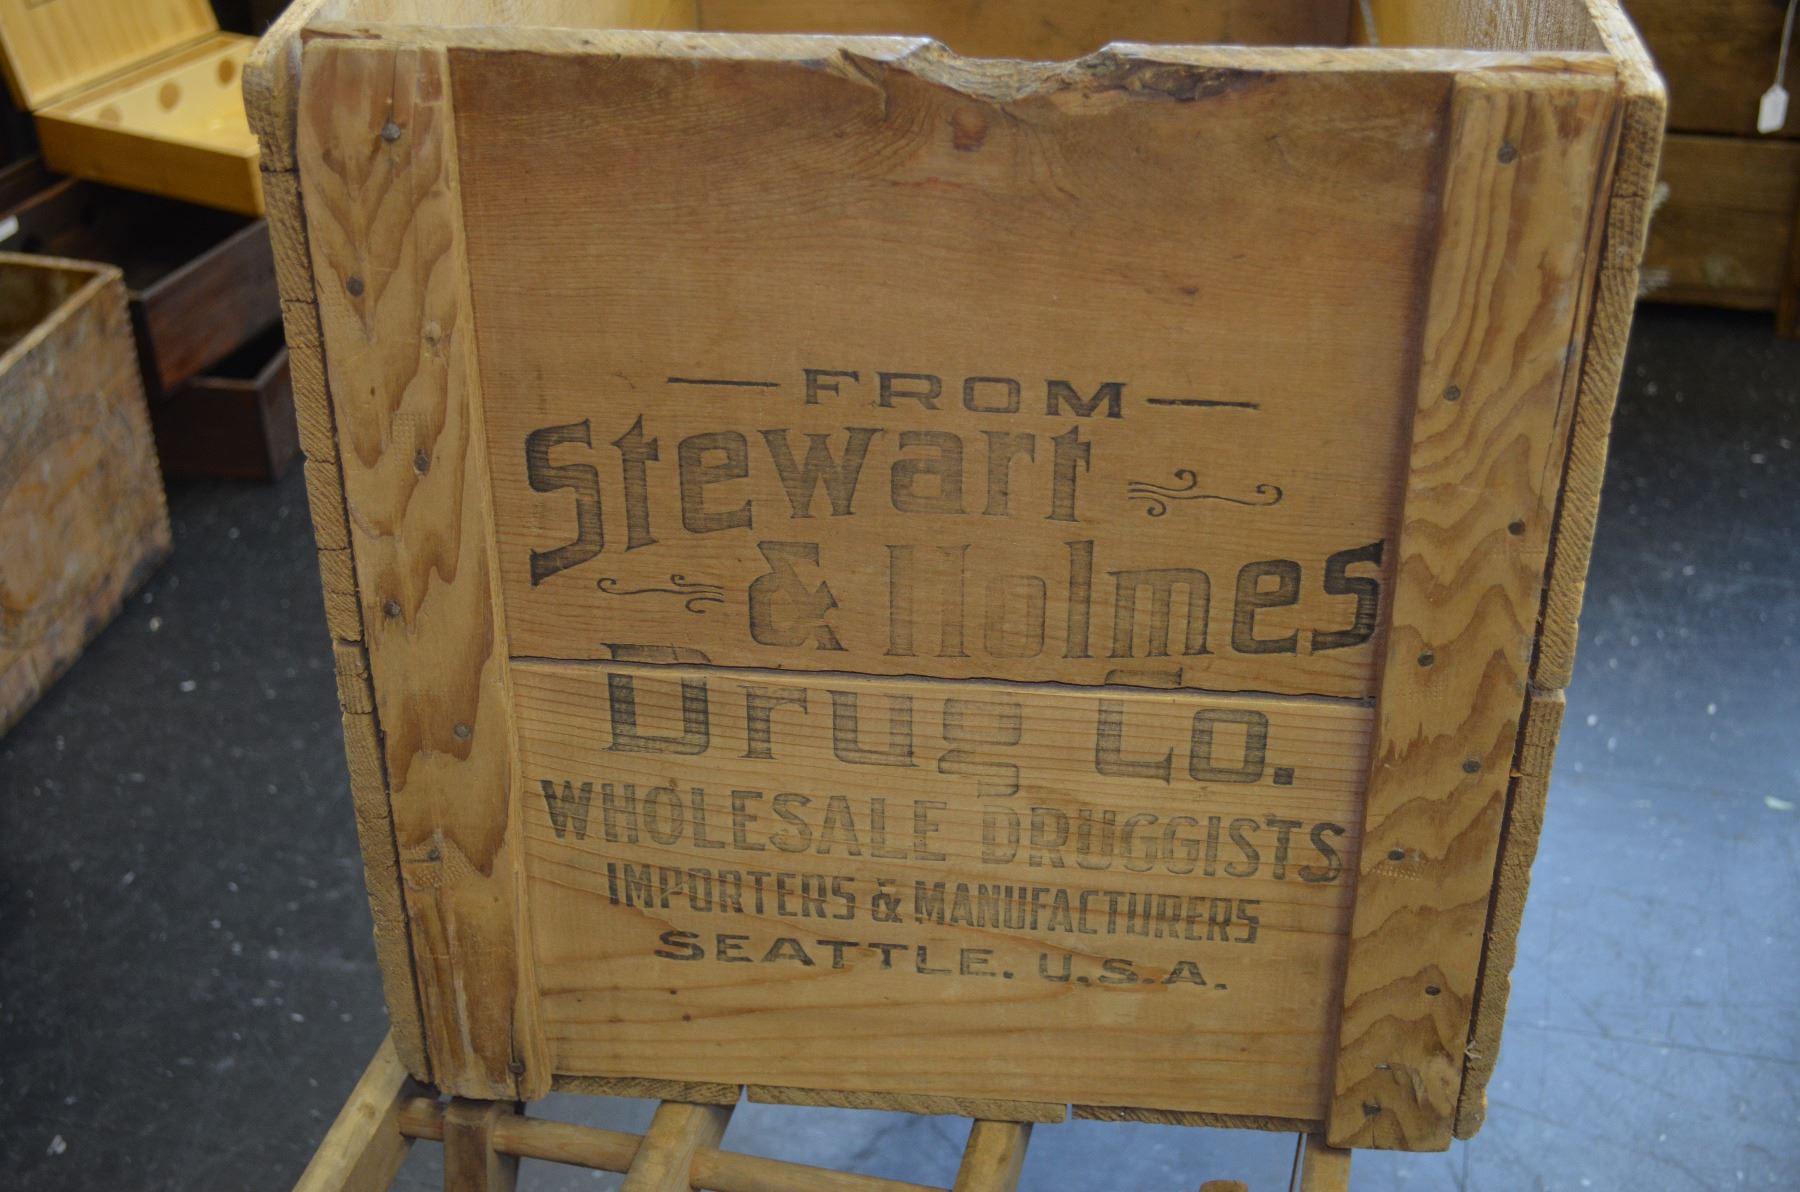 FROM
Stewart
& Holmes
Drug Co.
WHOLESALE DRUGGISTS
IMPORTERS & MANUFACTURERS
SEATTLE. U.S.A.